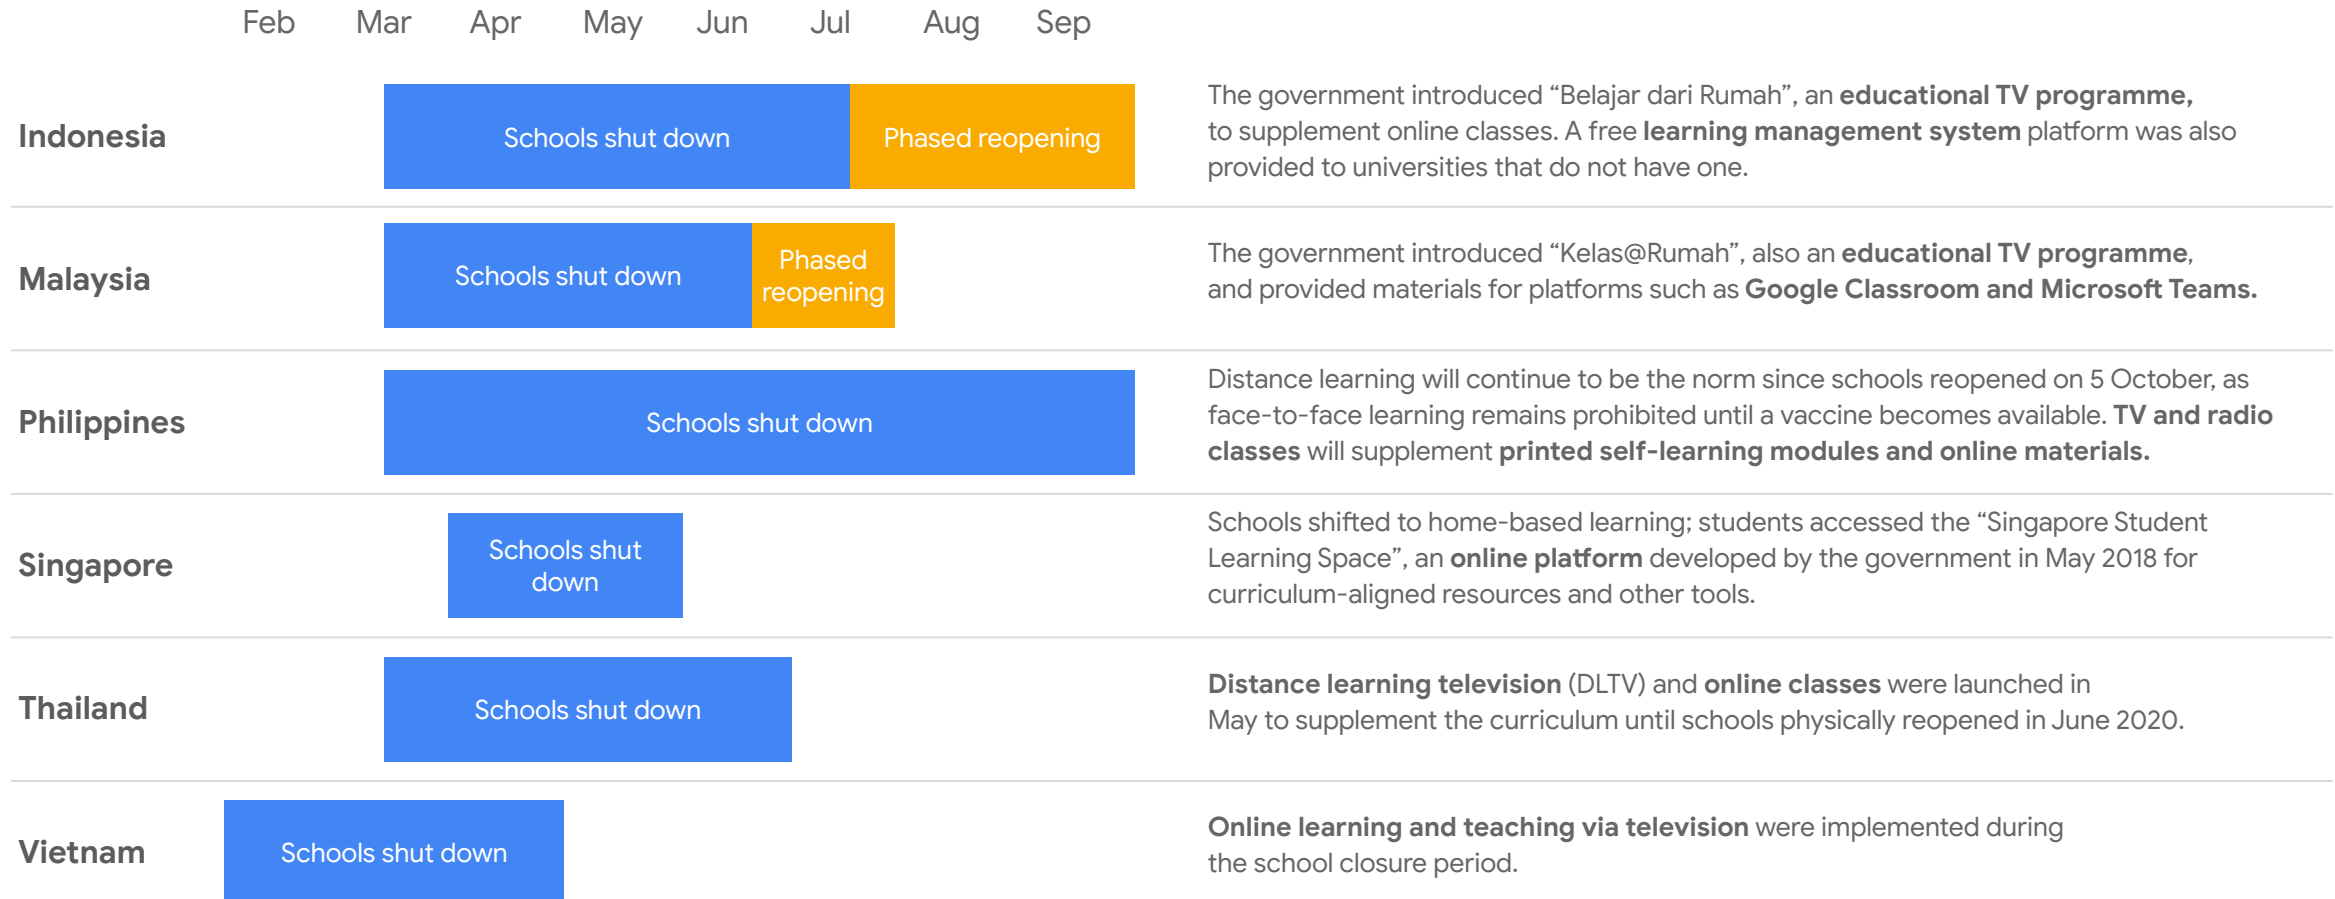 Feb Mar Apr May Jun Jul Aug Sep
Indonesia
Schools shut down
Phased reopening
The government introduced “Belajar dari Rumah”, an educational TV programme,
to supplement online classes. A free learning management system platform was also
provided to universities that do not have one.
Malaysia
Schools shut down
Phased
reopening
The government introduced “Kelas@Rumah”, also an educational TV programme,
and provided materials for platforms such as Google Classroom and Microsoft Teams.
Philippines
Schools shut down
Distance learning will continue to be the norm since schools reopened on 5 October, as
face-to-face learning remains prohibited until a vaccine becomes available. TV and radio
classes will supplement printed self-learning modules and online materials.
Singapore
Schools shut
down
Schools shifted to home-based learning; students accessed the “Singapore Student
Learning Space”, an online platform developed by the government in May 2018 for
curriculum-aligned resources and other tools.
Thailand
Schools shut down
Distance learning television (DLTV) and online classes were launched in
May to supplement the curriculum until schools physically reopened in June 2020.
Vietnam
Schools shut down
Online learning and teaching via television were implemented during
the school closure period.